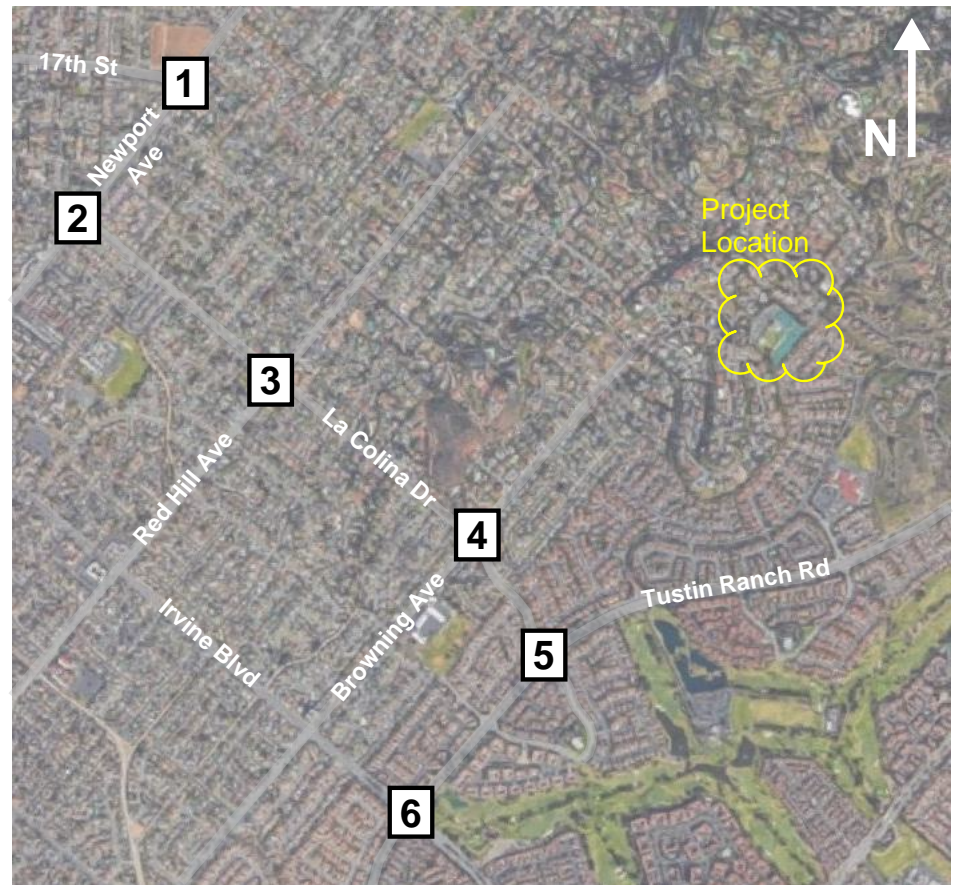 17th St
1
Newport
Ave
N
2
Project
Location
3
La Colina Dr
Red Hill Ave
4
Tustin Ranch Rd
Irvine Blvd
Browning Ave
5
6